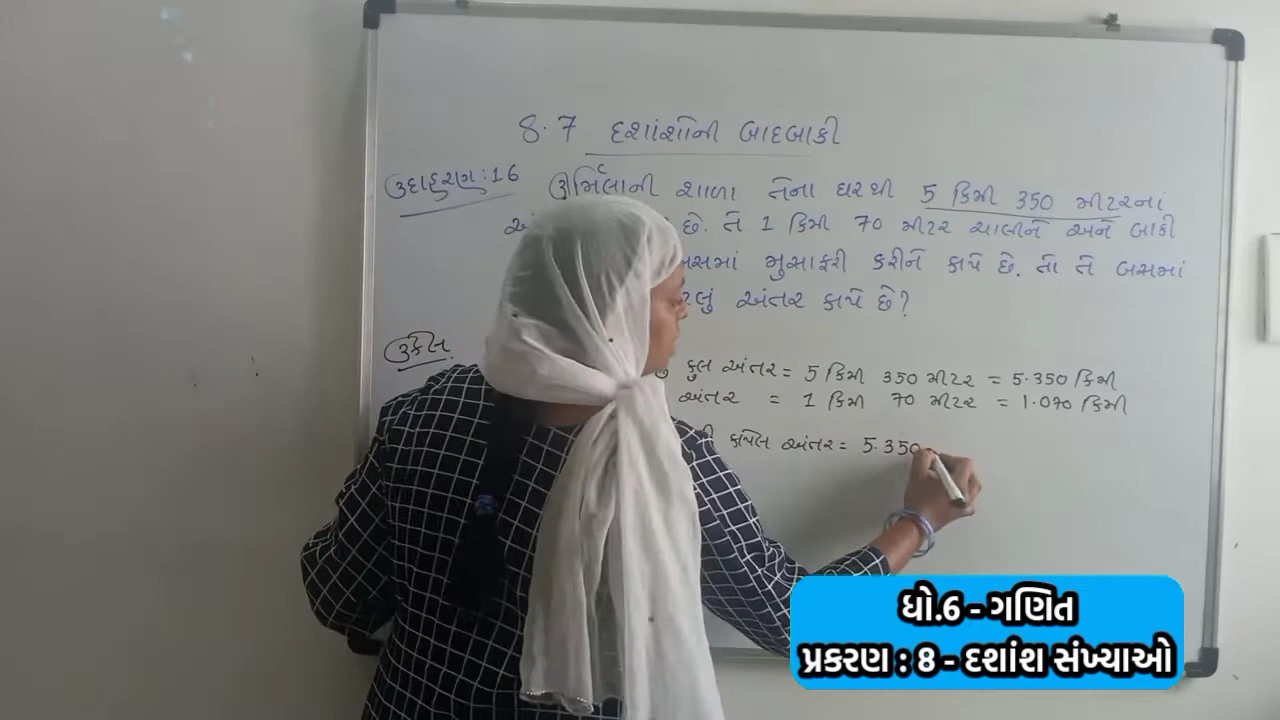 8.7 દશાંશોની બાદબાકી
ઉદાહરણ:16 ઊર્મિલાની શાળા તેના ઘરથી 5 કિમી 350 મીટરનાં
છે. તે 1 કિમી 70 મીટર ચાલીને અને બાકી
બસમાં મુસાફરી કરીને કાપે છે. તો તે બસમાં
અંતર કાપે છે?
ઉકેલ
કુલ અંતર = 5 કિમી 350 મીટર = 5.350 કિમી
અંતર = 1 કિમી 70 મીટર = 1.070 કિમી
કાપેલ અંતર = 5.350
ધો.6 - ગણિત
પ્રકરણ : 8 - દશાંશ સંખ્યાઓ